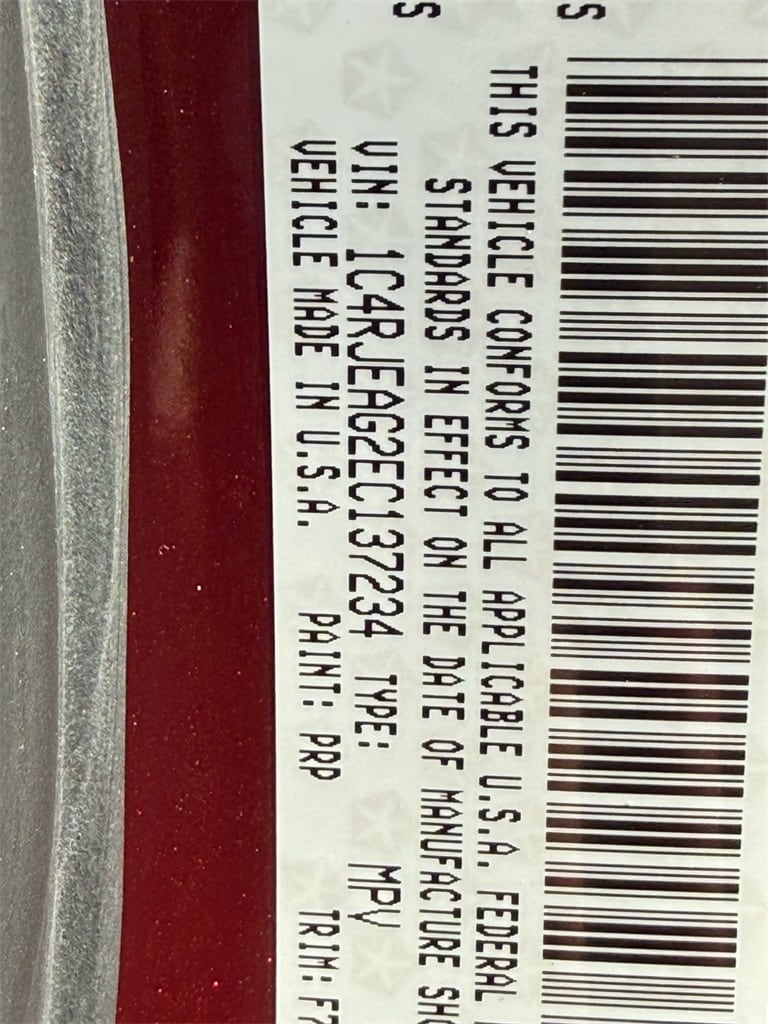 S S
THIS VEHICLE CONFORMS TO ALL APPLICABLE U.S.A. FEDERAL
STANDARDS IN EFFECT ON THE DATE OF MANUFACTURE
VIN: 1C4RJEAG2EC137234 TYPE: MPV
VEHICLE MADE IN U.S.A. PAINT: PRP TRIM: F7